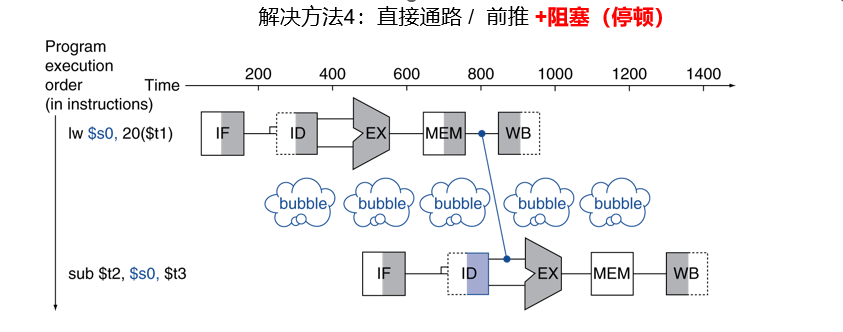 解决方法4：直接通路 / 前推 +阻塞（停顿）
Program
execution
order
(in instructions)
Time
200 400 600 800 1000 1200 1400
lw $s0, 20($t1)
IF ID EX MEM WB
bubble bubble bubble bubble bubble
sub $t2, $s0, $t3
IF ID EX MEM WB